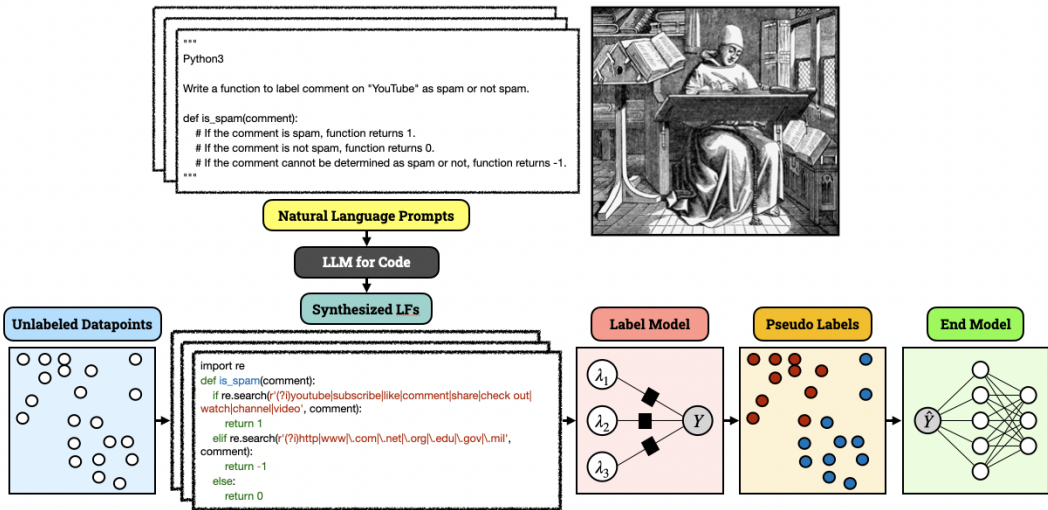 """
Python3
Write a function to label comment on "YouTube" as spam or not spam.
def is_spam(comment):
# If the comment is spam, function returns 1.
# If the comment is not spam, function returns 0.
# If the comment cannot be determined as spam or not, function returns -1.
"""
Natural Language Prompts
LLM for Code
Synthesized LFs
Unlabeled Datapoints
import re
def is_spam(comment):
if re.search(r'(?i)youtube|subscribe|like|comment|share|check out|
watch|channel|video', comment):
return 1
elif re.search(r'(?i)http|www|\.com|\.net|\.org|\.edu|\.gov|\.mil',
comment):
return -1
else:
return 0
Label Model
λ1
λ2
λ3
Y
Pseudo Labels
End Model
Ŷ